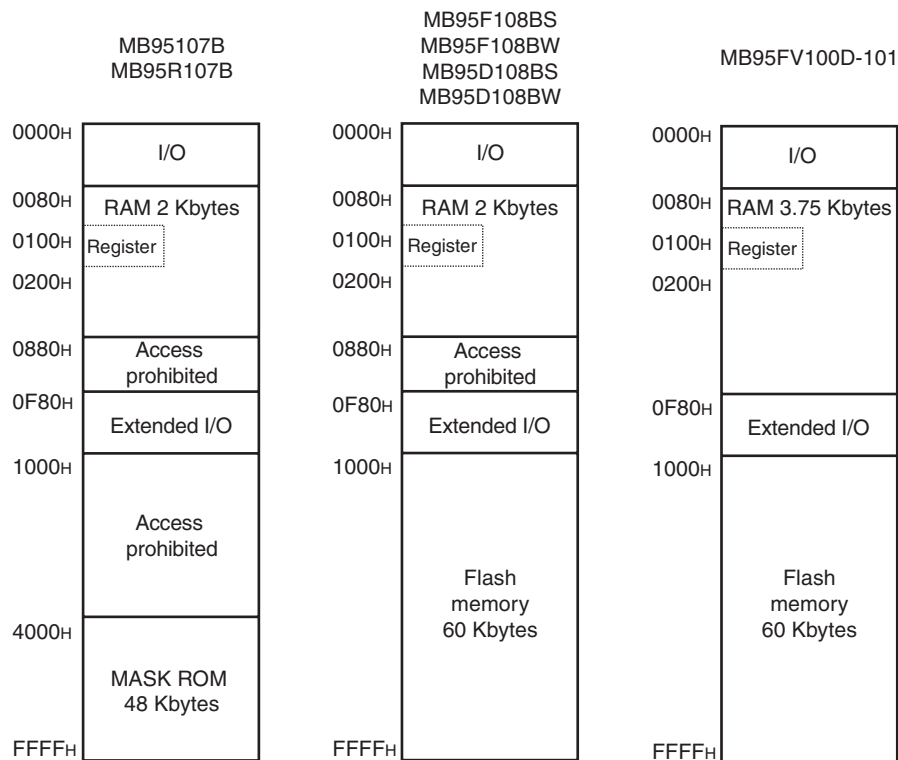 MB95107B
MB95R107B
0000H
I/O
0080H
RAM 2 Kbytes
0100H
Register
0200H
0880H
Access
prohibited
0F80H
Extended I/O
1000H
Access
prohibited
4000H
MASK ROM
48 Kbytes
FFFFH
MB95F108BS
MB95F108BW
MB95D108BS
MB95D108BW
0000H
I/O
0080H
RAM 2 Kbytes
0100H
Register
0200H
0880H
Access
prohibited
0F80H
Extended I/O
1000H
Flash
memory
60 Kbytes
FFFFH
MB95FV100D-101
0000H
I/O
0080H
RAM 3.75 Kbytes
0100H
Register
0200H
0F80H
Extended I/O
1000H
Flash
memory
60 Kbytes
FFFFH